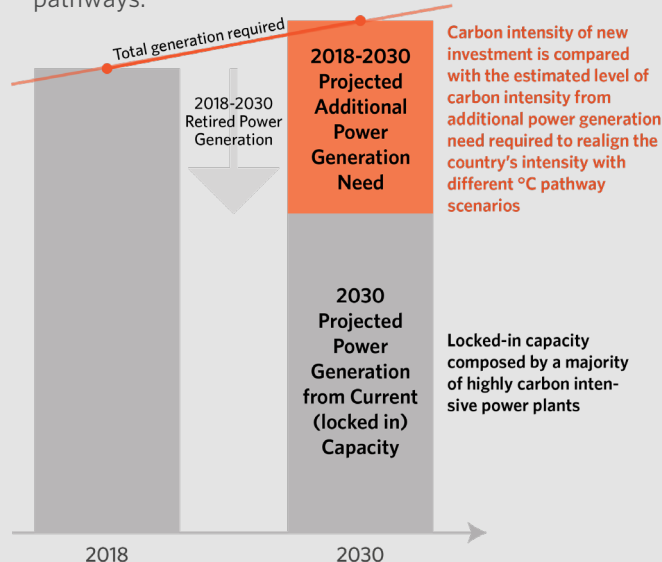 pathways.
Total generation required
2018-2030
Retired Power
Generation
2018-2030
Projected
Additional
Power
Generation
Need
Carbon intensity of new
investment is compared
with the estimated level of
carbon intensity from
additional power generation
need required to realign the
country's intensity with
different °C pathway
scenarios
2030
Projected
Power
Generation
from Current
(locked in)
Capacity
Locked-in capacity
composed by a majority
of highly carbon inten-
sive power plants
2018
2030